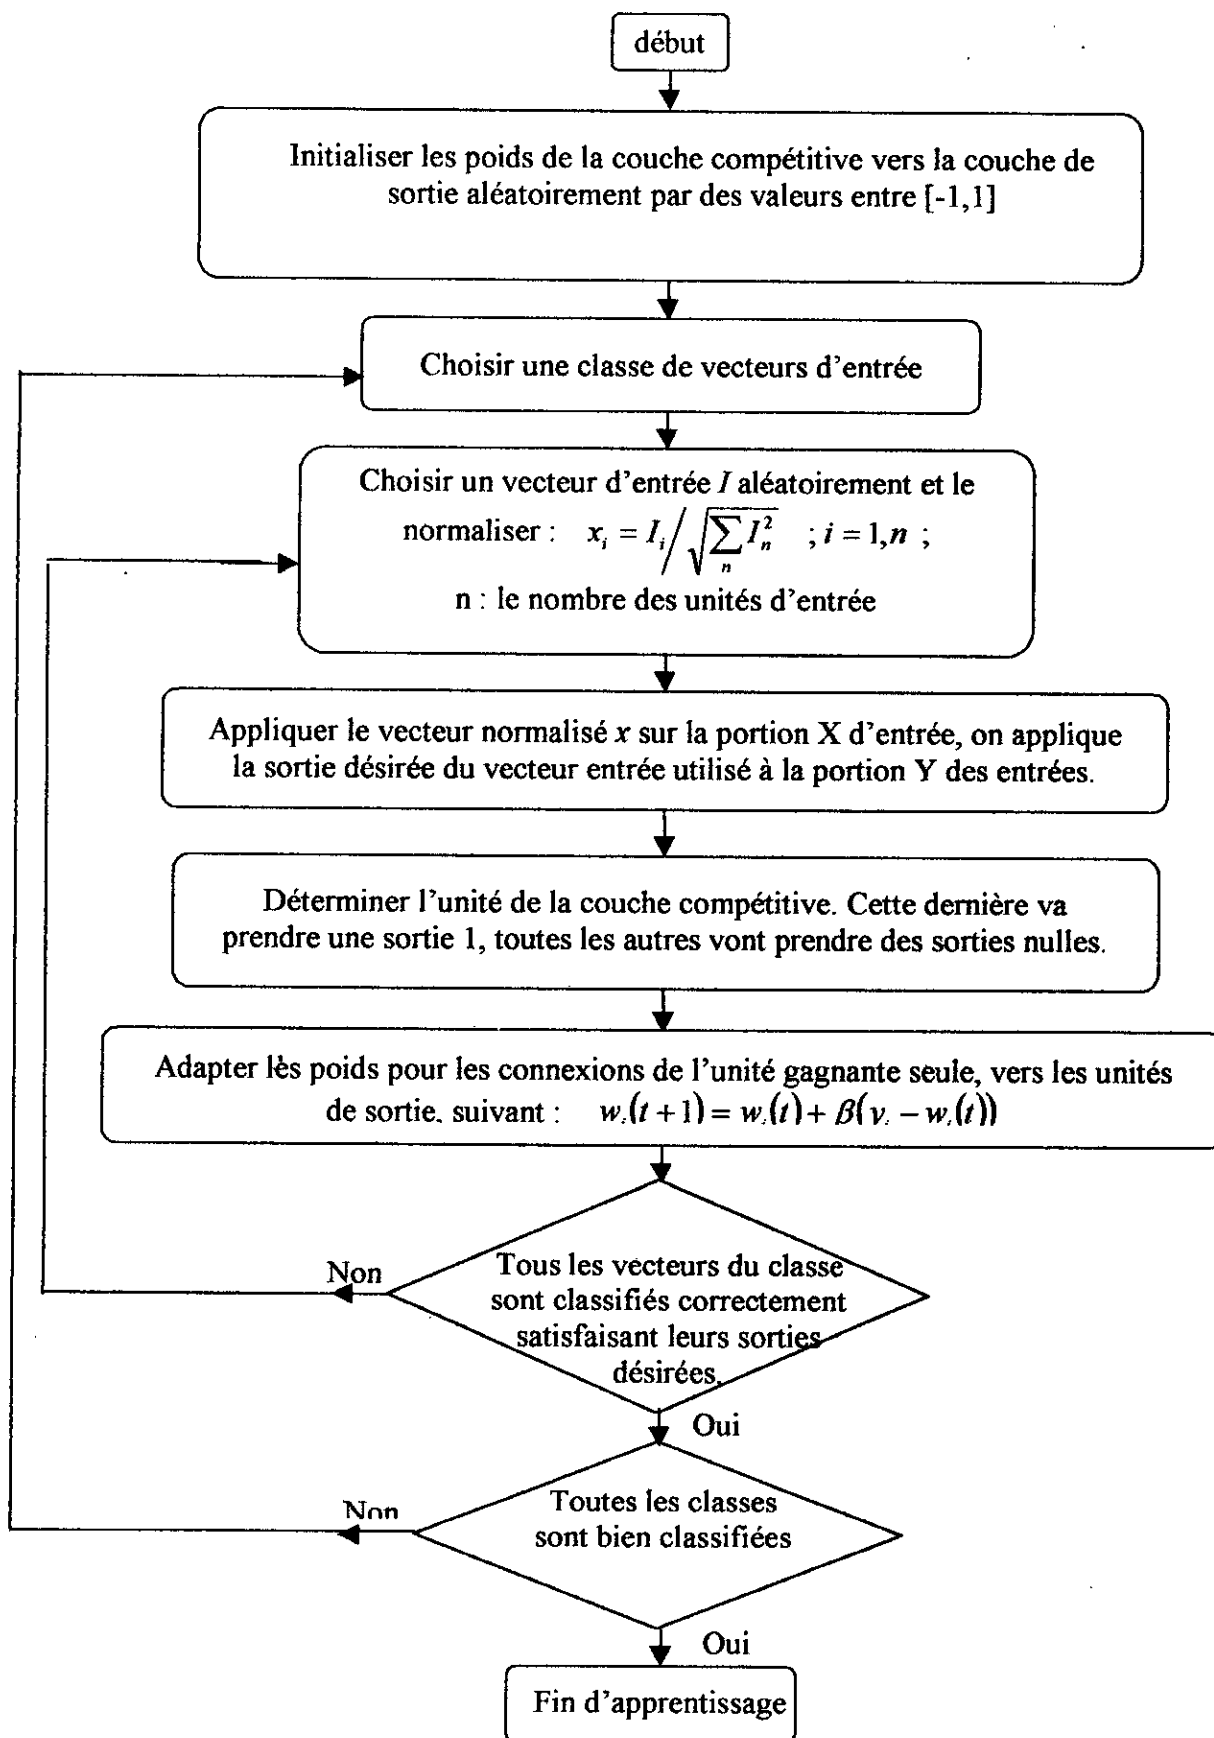 début
Initialiser les poids de la couche compétitive vers la couche de
sortie aléatoirement par des valeurs entre [-1,1]
Choisir une classe de vecteurs d'entrée
Choisir un vecteur d'entrée I aléatoirement et le
normaliser : x_i = I_i / √(∑_n I_n^2) ; i = 1,n ;
n : le nombre des unités d'entrée
Appliquer le vecteur normalisé x sur la portion X d'entrée, on applique
la sortie désirée du vecteur entrée utilisé à la portion Y des entrées.
Déterminer l'unité de la couche compétitive. Cette dernière va
prendre une sortie 1, toutes les autres vont prendre des sorties nulles.
Adapter lès poids pour les connexions de l'unité gagnante seule, vers les unités
de sortie. suivant : w.(t + 1) = w.(t) + β(v. − w.(t))
Non
Tous les vecteurs du classe
sont classifiés correctement
satisfaisant leurs sorties
désirées.
Oui
Non
Toutes les classes
sont bien classifiées
Oui
Fin d'apprentissage